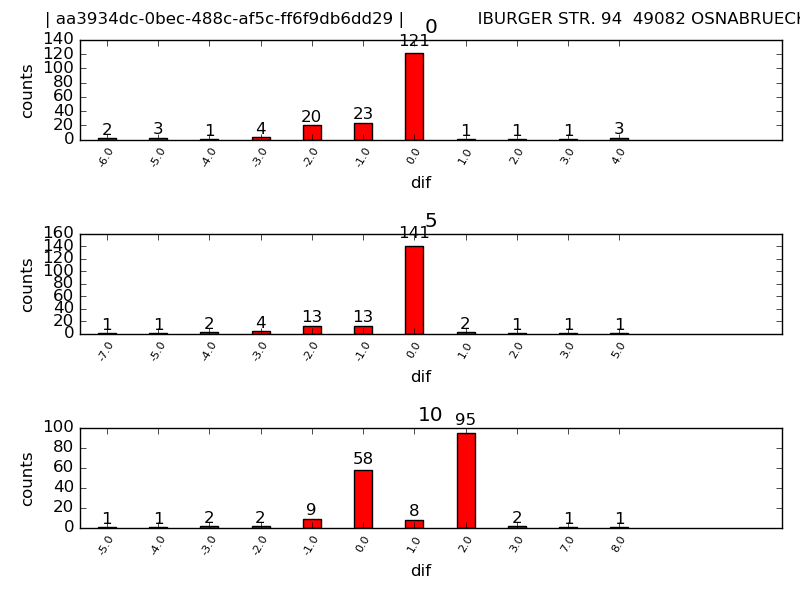 | aa3934dc-0bec-488c-af5c-ff6f9db6dd29 | IBURGER STR. 94 49082 OSNABRUECH
0
140
120
100
80
60
40
20
0
counts
2 3 1 4 20 23 121 1 1 1 3
-6.0 -5.0 -4.0 -3.0 -2.0 -1.0 0.0 1.0 2.0 3.0 4.0
dif
5
160
140
120
100
80
60
40
20
0
counts
1 1 2 4 13 13 141 2 1 1 1
-7.0 -5.0 -4.0 -3.0 -2.0 -1.0 0.0 1.0 2.0 3.0 5.0
dif
10
100
80
60
40
20
0
counts
1 1 2 2 9 58 8 95 2 1 1
-5.0 -4.0 -3.0 -2.0 -1.0 0.0 1.0 2.0 3.0 7.0 8.0
dif